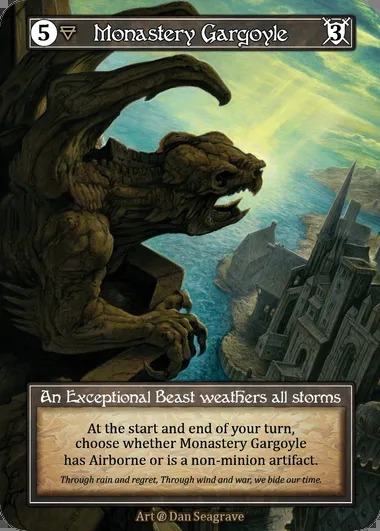 5 Monastery Gargoyle 3
An Exceptional Beast weathers all storms
At the start and end of your turn,
choose whether Monastery Gargoyle
has Airborne or is a non-minion artifact.
Through rain and regret, Through wind and war, we bide our time.
Art @ Dan Seagrave